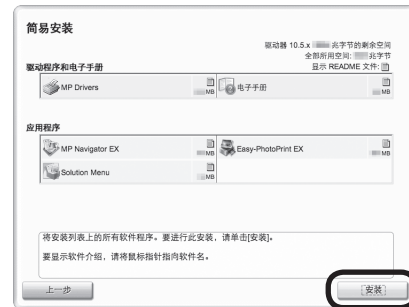 简易安装
驱动器 10.5.x 兆字节的剩余空间
全部所用空间: 兆字节
驱动程序和电子手册
显示 README 文件:
MP Drivers
MB
电子手册
MB
应用程序
MP Navigator EX
MB
Easy-PhotoPrint EX
MB
Solution Menu
MB
将安装列表上的所有软件程序。要进行此安装，请单击[安装]。
要显示软件介绍，请将鼠标指针指向软件名。
上一步
安装